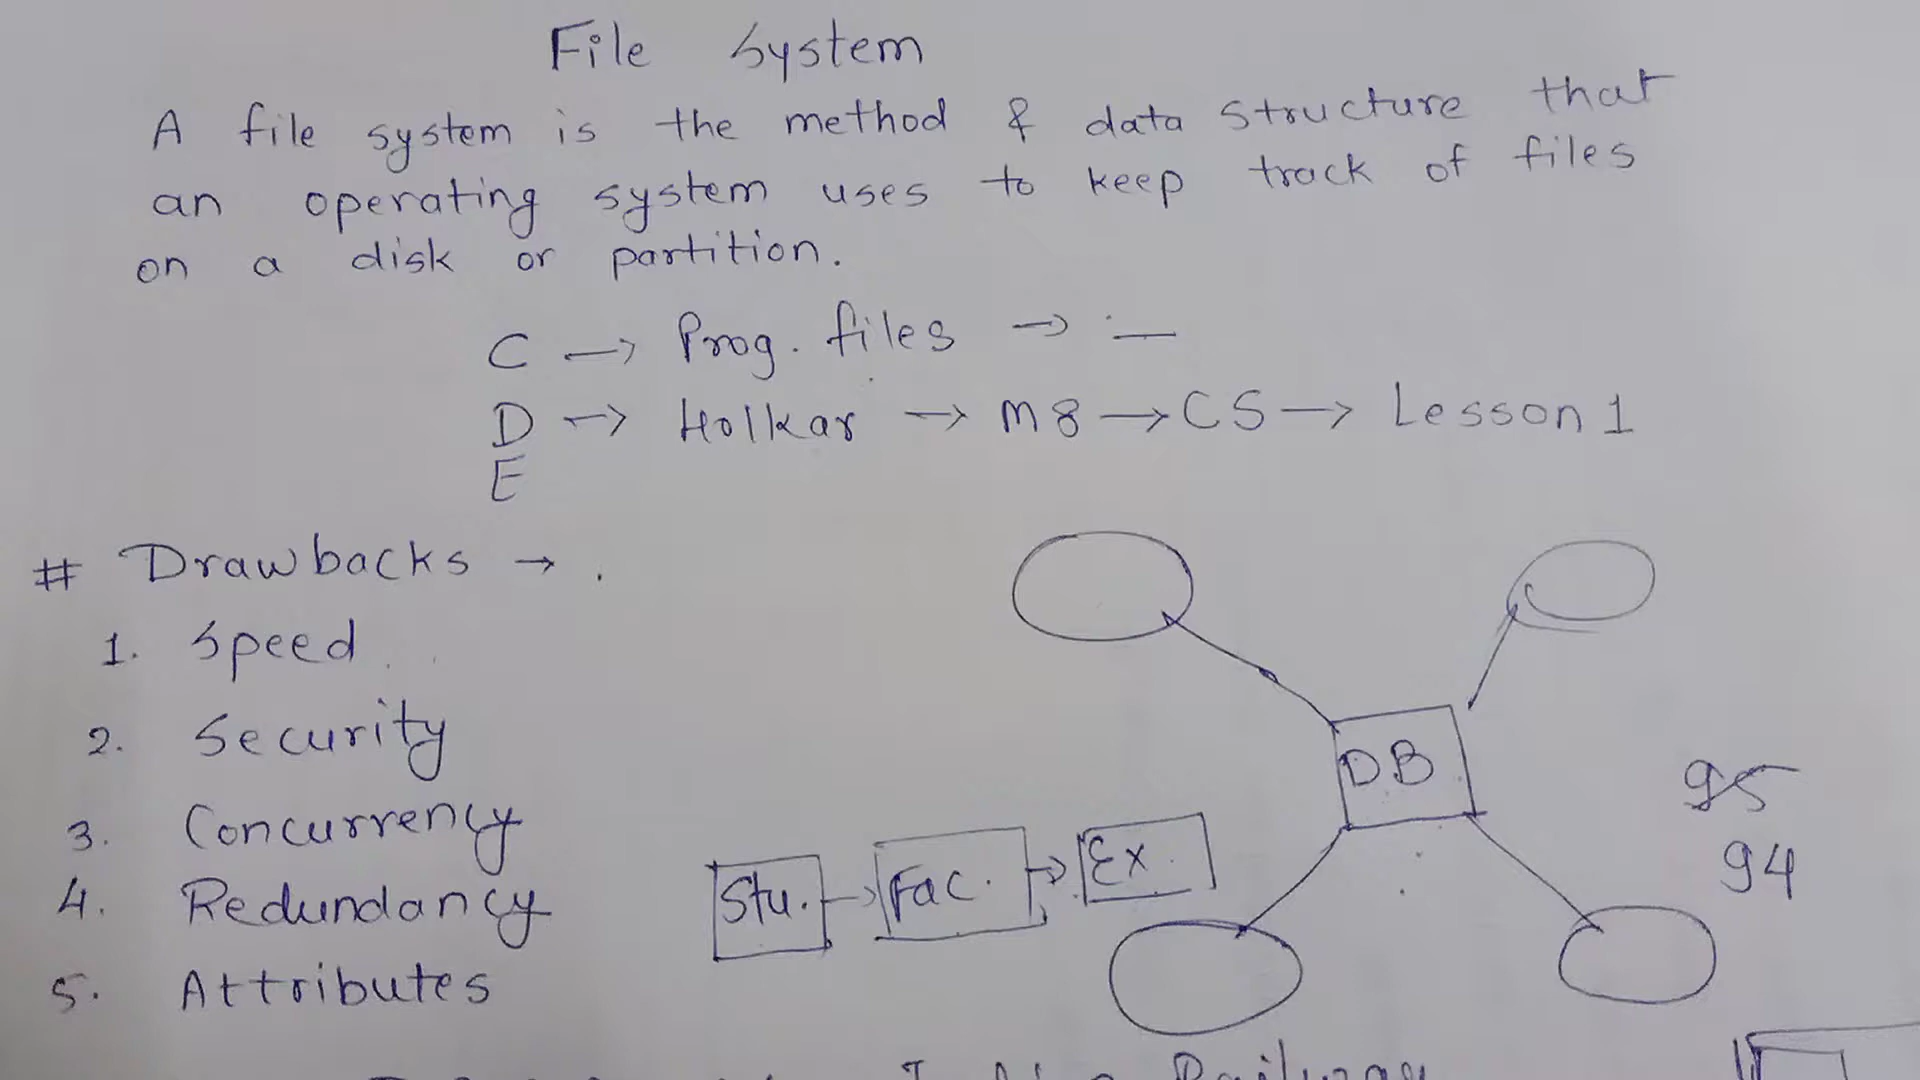 File System
A file system is the method & data structure that
an operating system uses to keep track of files
on a disk or partition.
C → Prog. files → —
D → Holkar → M8 → CS → Lesson 1
E
# Drawbacks →
1. Speed
2. Security
3. Concurrency
4. Redundancy
5. Attributes
DB
Stu. → Fac. → Ex.
95
94
Railway